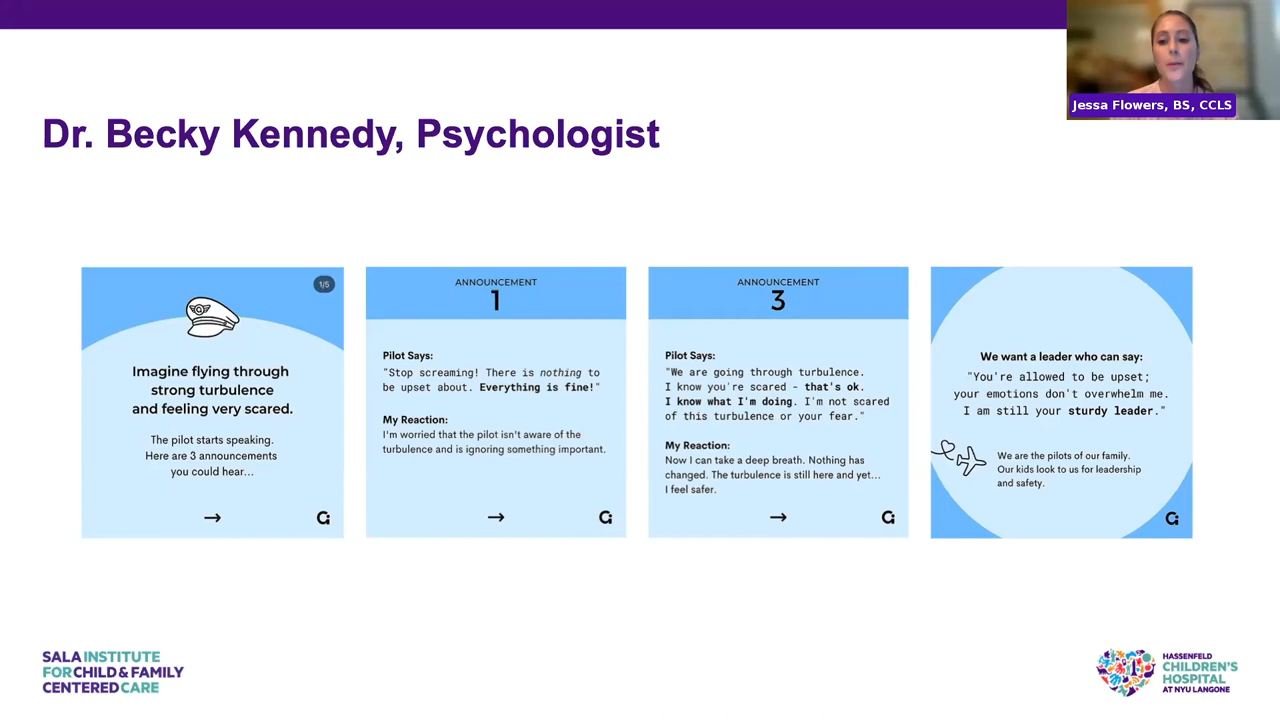 Jessa Flowers, BS, CCLS
Dr. Becky Kennedy, Psychologist
1/5
Imagine flying through
strong turbulence
and feeling very scared.
The pilot starts speaking.
Here are 3 announcements
you could hear...
→
ANNOUNCEMENT
1
Pilot Says:
"Stop screaming! There is nothing to
be upset about. Everything is fine!"
My Reaction:
I'm worried that the pilot isn't aware of the
turbulence and is ignoring something important.
→
ANNOUNCEMENT
3
Pilot Says:
"We are going through turbulence.
I know you're scared - that's ok.
I know what I'm doing. I'm not scared
of this turbulence or your fear."
My Reaction:
Now I can take a deep breath. Nothing has
changed. The turbulence is still here and yet...
I feel safer.
→
We want a leader who can say:
"You're allowed to be upset;
your emotions don't overwhelm me.
I am still your sturdy leader."
We are the pilots of our family.
Our kids look to us for leadership
and safety.
SALA INSTITUTE
FOR CHILD & FAMILY
CENTERED CARE
HASSENFELD
CHILDREN'S
HOSPITAL
AT NYU LANGONE